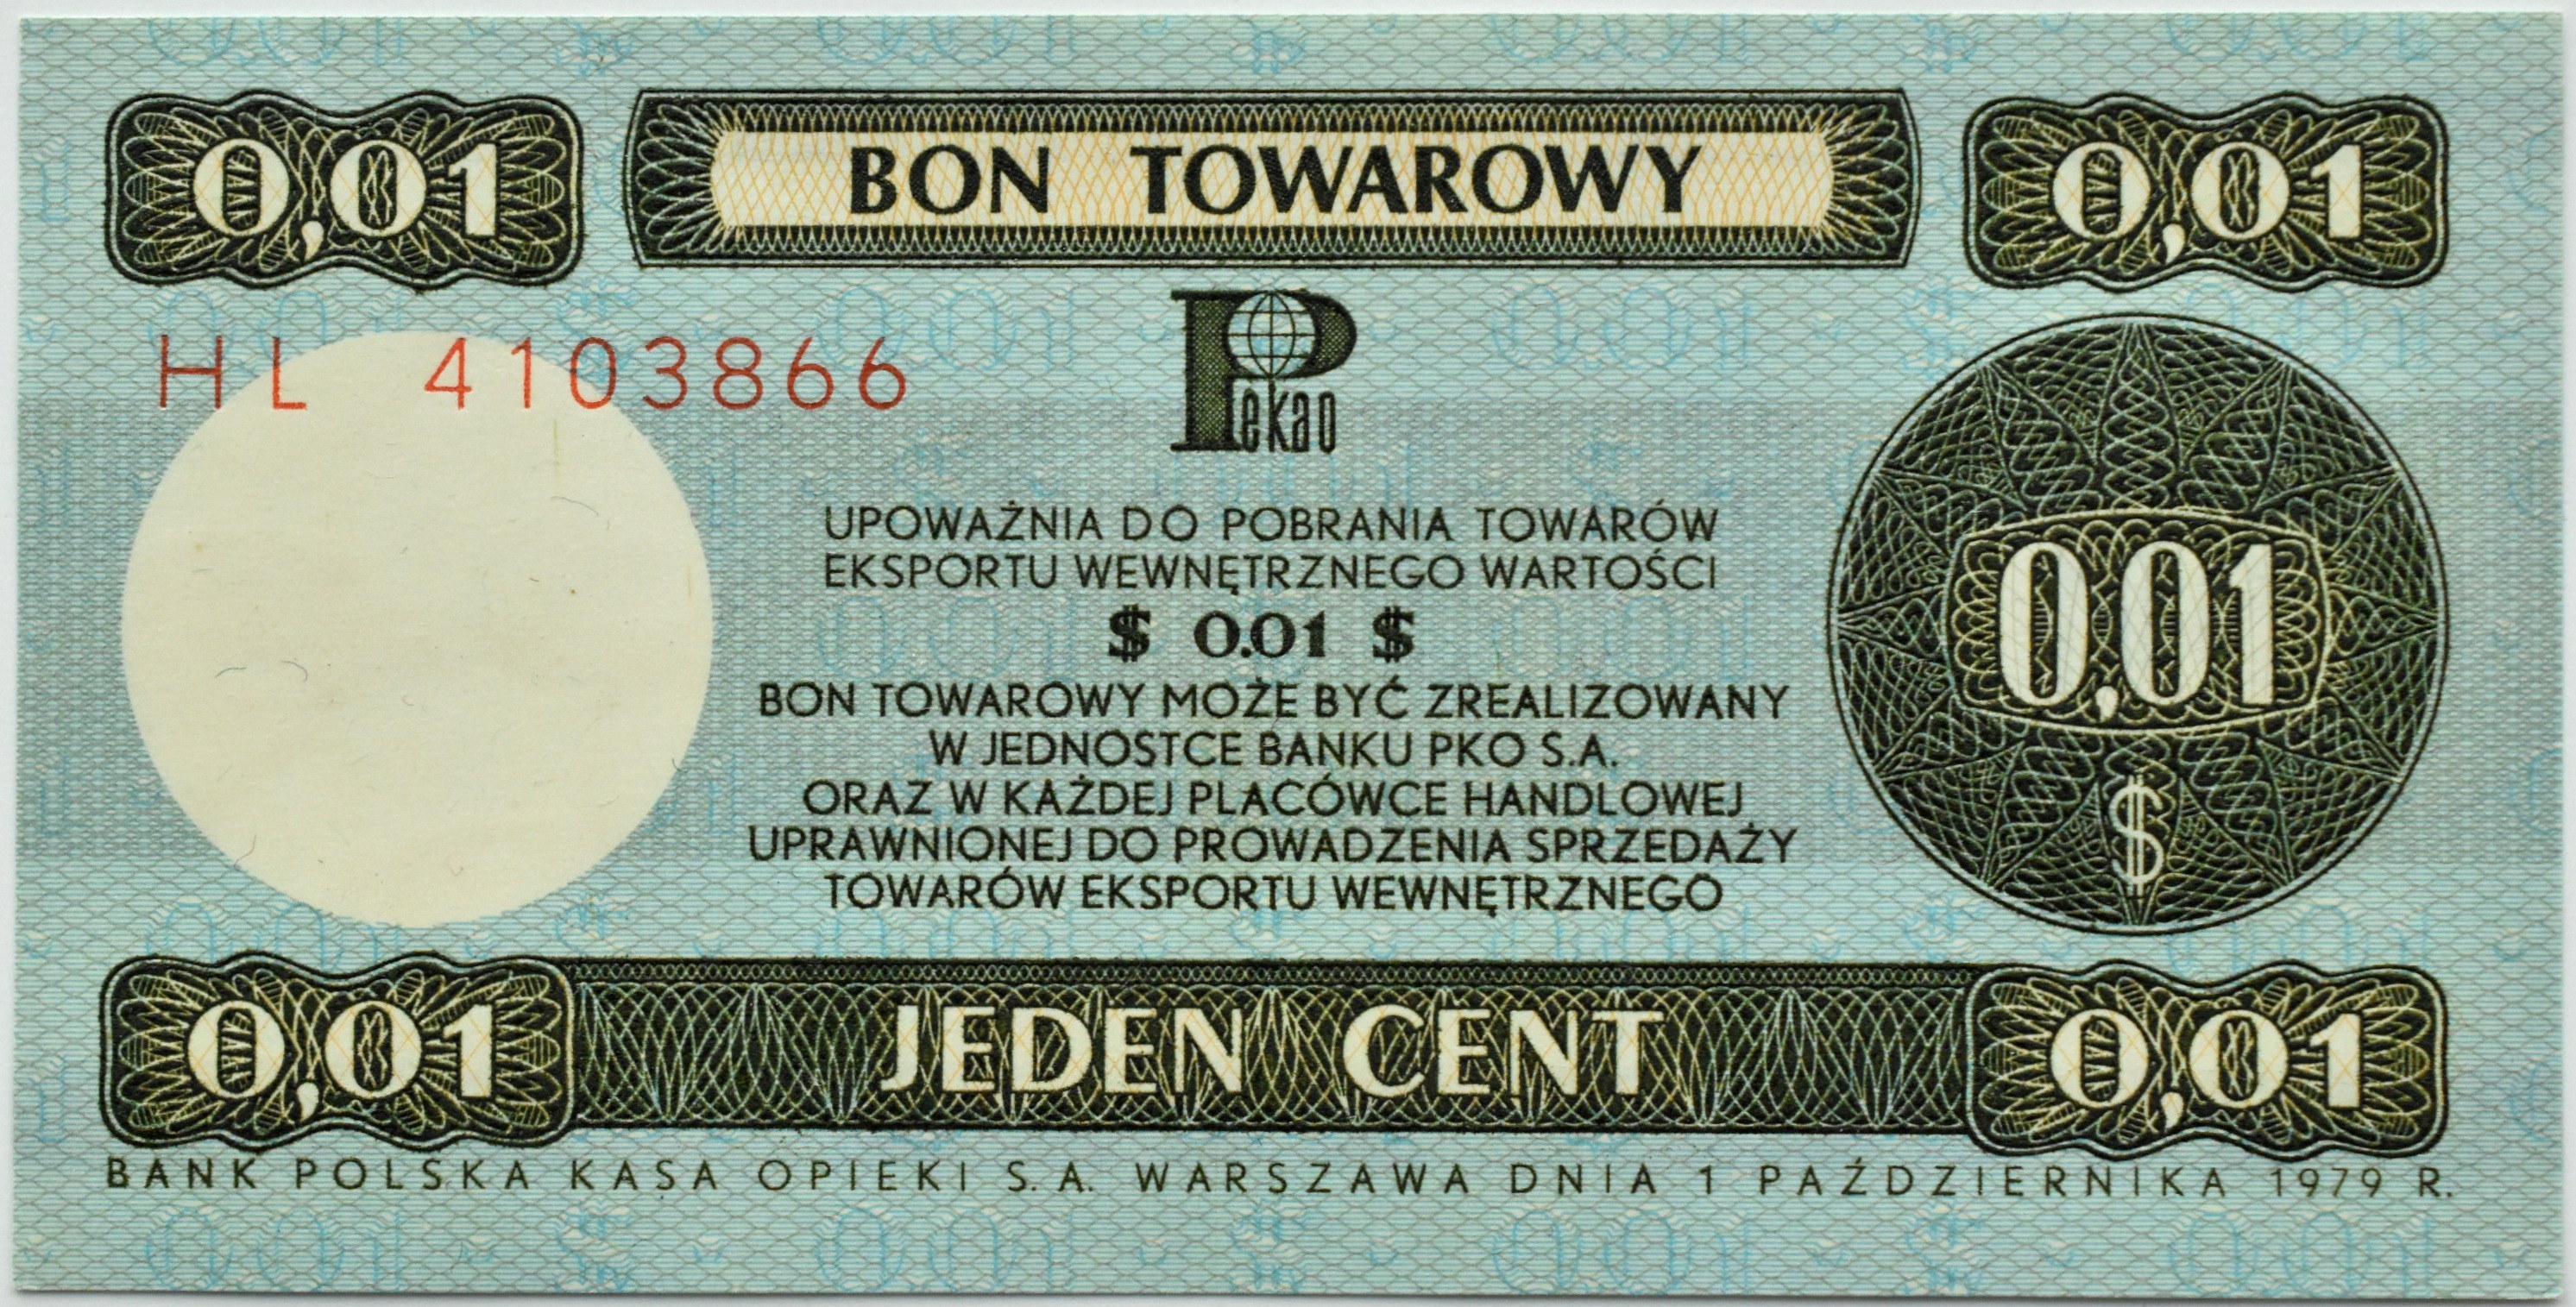 0,01 BON TOWAROWY 0,01
HL 4103866
Pekao
UPOWAŻNIA DO POBRANIA TOWARÓW
EKSPORTU WEWNĘTRZNEGO WARTOŚCI
$ 0.01 $
BON TOWAROWY MOŻE BYĆ ZREALIZOWANY
W JEDNOSTCE BANKU PKO S.A.
ORAZ W KAŻDEJ PLACÓWCE HANDLOWEJ
UPRAWNIONEJ DO PROWADZENIA SPRZEDAŻY
TOWARÓW EKSPORTU WEWNĘTRZNEGO
0,01
$
0,01 JEDEN CENT 0,01
BANK POLSKA KASA OPIEKI S.A. WARSZAWA DNIA 1 PAŹDZIERNIKA 1979 R.